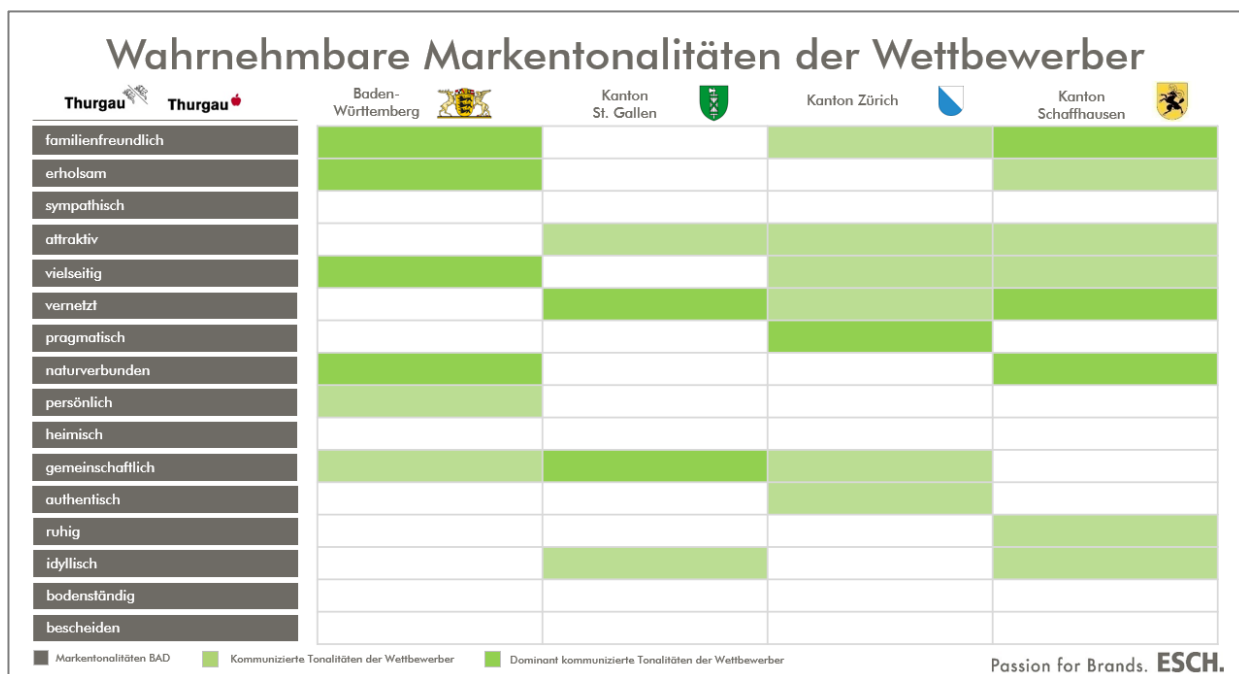 Wahrnehmbare Markentonalitäten der Wettbewerber
Thurgau Thurgau
Baden-
Württemberg
Kanton
St. Gallen
Kanton Zürich
Kanton
Schaffhausen
familienfreundlich
erholsam
sympathisch
attraktiv
vielseitig
vernetzt
pragmatisch
naturverbunden
persönlich
heimisch
gemeinschaftlich
authentisch
ruhig
idyllisch
bodenständig
bescheiden
Markentonalitäten BAD Kommunizierte Tonalitäten der Wettbewerber Dominant kommunizierte Tonalitäten der Wettbewerber
Passion for Brands. ESCH.